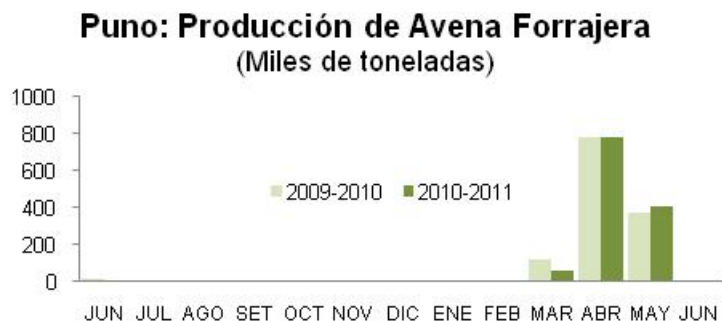 Puno: Producción de Avena Forrajera
(Miles de toneladas)
1000
800
600
400
200
0
2009-2010 2010-2011
JUN JUL AGO SET OCT NOV DIC ENE FEB MAR ABR MAY JUN